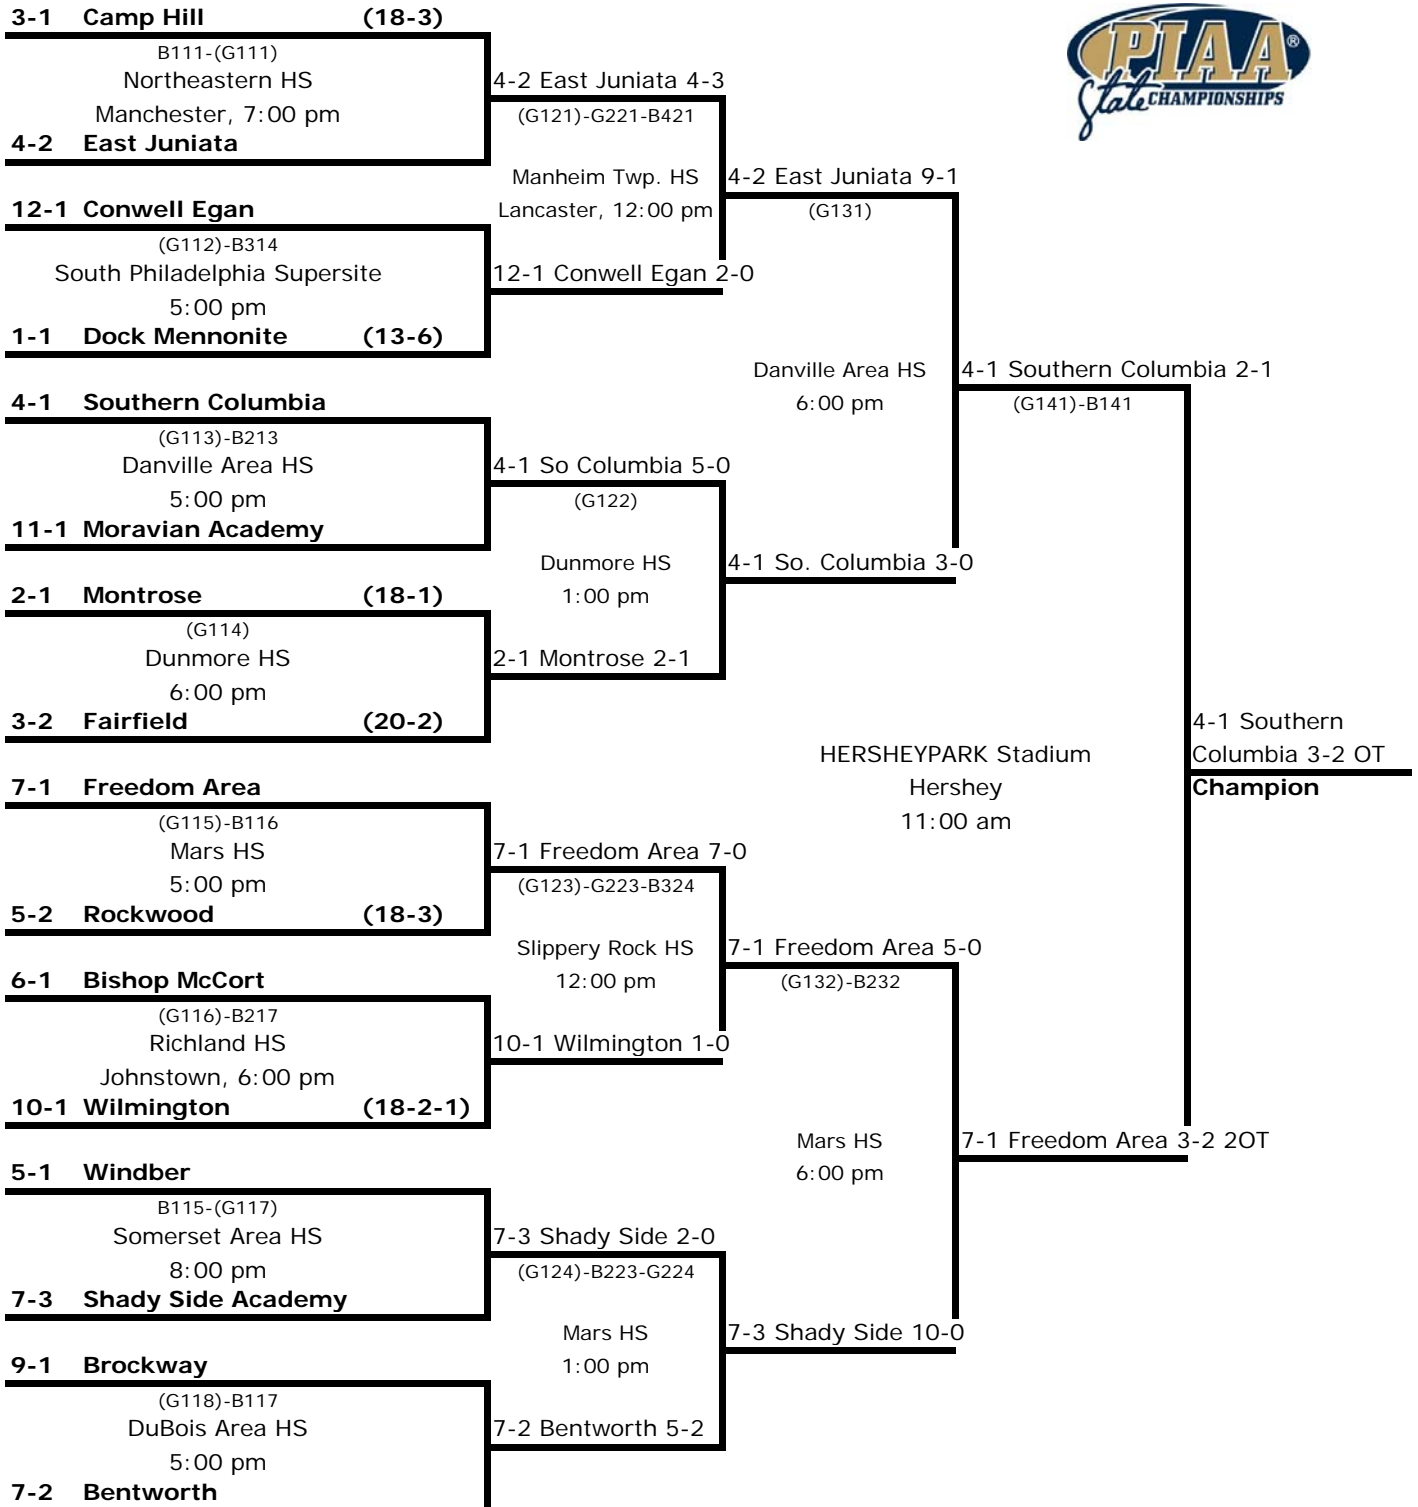 PIAA®
State CHAMPIONSHIPS
3-1 Camp Hill (18-3)
B111-(G111)
Northeastern HS
Manchester, 7:00 pm
4-2 East Juniata
4-2 East Juniata 4-3
(G121)-G221-B421
Manheim Twp. HS
Lancaster, 12:00 pm
4-2 East Juniata 9-1
(G131)
12-1 Conwell Egan
(G112)-B314
South Philadelphia Supersite
5:00 pm
1-1 Dock Mennonite (13-6)
12-1 Conwell Egan 2-0
Danville Area HS
6:00 pm
4-1 Southern Columbia 2-1
(G141)-B141
4-1 Southern Columbia
(G113)-B213
Danville Area HS
5:00 pm
11-1 Moravian Academy
4-1 So Columbia 5-0
(G122)
Dunmore HS
1:00 pm
4-1 So. Columbia 3-0
2-1 Montrose (18-1)
(G114)
Dunmore HS
6:00 pm
3-2 Fairfield (20-2)
2-1 Montrose 2-1
HERSHEYPARK Stadium
Hershey
11:00 am
4-1 Southern
Columbia 3-2 OT
Champion
7-1 Freedom Area
(G115)-B116
Mars HS
5:00 pm
5-2 Rockwood (18-3)
7-1 Freedom Area 7-0
(G123)-G223-B324
Slippery Rock HS
12:00 pm
7-1 Freedom Area 5-0
(G132)-B232
6-1 Bishop McCort
(G116)-B217
Richland HS
Johnstown, 6:00 pm
10-1 Wilmington (18-2-1)
10-1 Wilmington 1-0
Mars HS
6:00 pm
7-1 Freedom Area 3-2 2OT
5-1 Windber
B115-(G117)
Somerset Area HS
8:00 pm
7-3 Shady Side Academy
7-3 Shady Side 2-0
(G124)-B223-G224
Mars HS
1:00 pm
7-3 Shady Side 10-0
9-1 Brockway
(G118)-B117
DuBois Area HS
5:00 pm
7-2 Bentworth
7-2 Bentworth 5-2